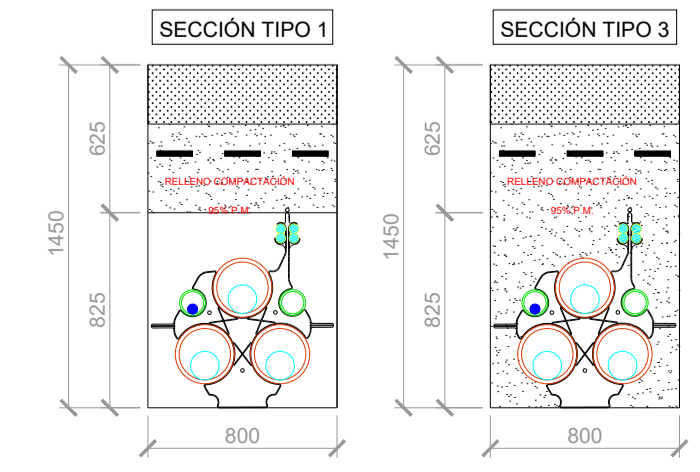 SECCIÓN TIPO 1
SECCIÓN TIPO 3
625
825
1450
800
RELLENO COMPACTACIÓN
95% P.M.
625
825
1450
800
RELLENO COMPACTACIÓN
95% P.M.